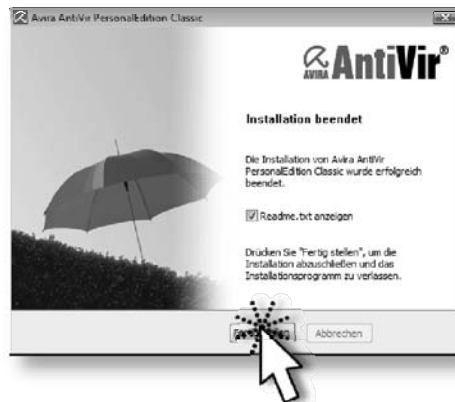 Avira AntiVir PersonalEdition Classic
AVIRA AntiVir®
Installation beendet
Die Installation von Avira AntiVir
PersonalEdition Classic wurde erfolgreich
beendet.
Readme.txt anzeigen
Drücken Sie "Fertig stellen", um die
Installation abzuschließen und das
Installationsprogramm zu verlassen.
Abbrechen